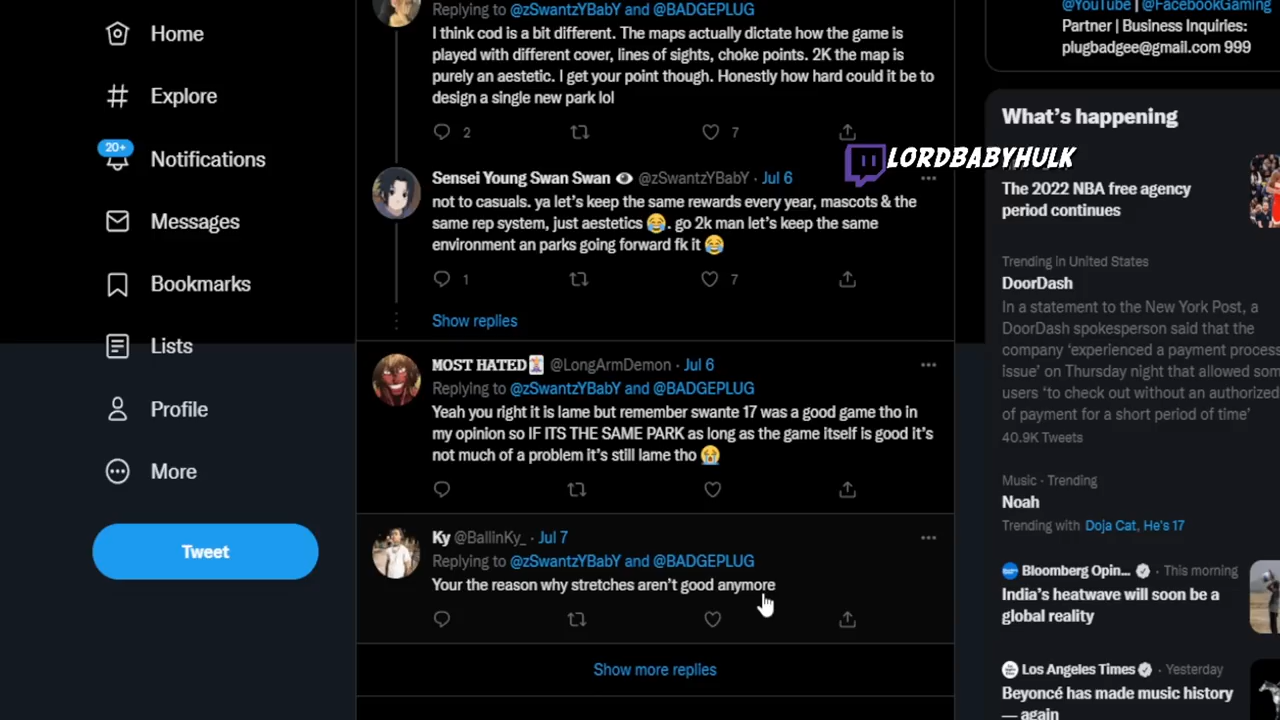 Home
Explore
20+
Notifications
Messages
Bookmarks
Lists
Profile
More
Tweet
Replying to @zSwantzYBabY and @BADGEPLUG
I think cod is a bit different. The maps actually dictate how the game is
played with different cover, lines of sights, choke points. 2K the map is
purely an aestetic. I get your point though. Honestly how hard could it be to
design a single new park lol
2
7
Sensei Young Swan Swan 👁 @zSwantzYBabY · Jul 6
not to casuals. ya let's keep the same rewards every year, mascots & the
same rep system, just aestetics 😂. go 2k man let's keep the same
environment an parks going forward fk it 😂
1
7
Show replies
MOST HATED🃏 @LongArmDemon · Jul 6
Replying to @zSwantzYBabY and @BADGEPLUG
Yeah you right it is lame but remember swante 17 was a good game tho in
my opinion so IF ITS THE SAME PARK as long as the game itself is good it's
not much of a problem it's still lame tho 😭
Ky @BallinKy_ · Jul 7
Replying to @zSwantzYBabY and @BADGEPLUG
Your the reason why stretches aren't good anymore
Show more replies
LORDBABYHULK
@YouTube | @FacebookGaming
Partner | Business Inquiries:
plugbadgee@gmail.com 999
What's happening
The 2022 NBA free agency
period continues
Trending in United States
DoorDash
In a statement to the New York Post, a
DoorDash spokesperson said that the
company 'experienced a payment process
issue' on Thursday night that allowed som
users 'to check out without an authorized
of payment for a short period of time'
40.9K Tweets
Music · Trending
Noah
Trending with Doja Cat, He's 17
Bloomberg Opin... · This morning
India's heatwave will soon be a
global reality
Los Angeles Times · Yesterday
Beyoncé has made music history
— again